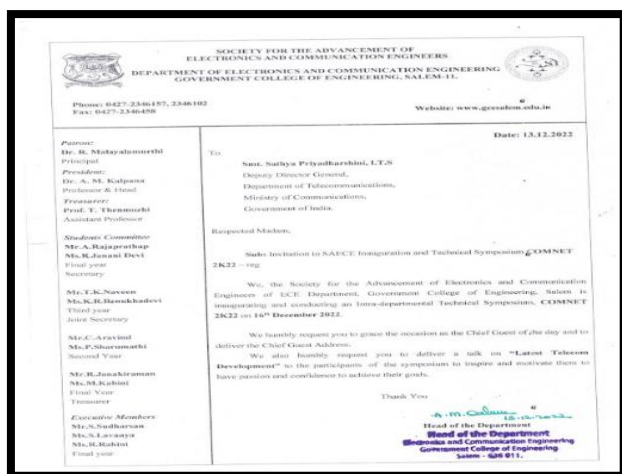 SOCIETY FOR THE ADVANCEMENT OF
ELECTRONICS AND COMMUNICATION ENGINEERS
DEPARTMENT OF ELECTRONICS AND COMMUNICATION ENGINEERING
GOVERNMENT COLLEGE OF ENGINEERING, SALEM-11.
Phone: 0427-2346157, 2346102
Fax: 0427-2346458
Website: www.gcesalem.edu.in
Date: 13.12.2022
Patron:
Dr. R. Malayalamurthi
Principal
President:
Dr. A. M. Kalpana
Professor & Head
Treasurer:
Prof. T. Thenmozhi
Assistant Professor
Students Committee
Mr.A.Rajaprathap
Ms.R.Janani Devi
Final year
Secretary
Mr.T.K.Naveen
Ms.K.R.Renukhadevi
Third year
Joint Secretary
Mr.C.Aravind
Ms.P.Sharumathi
Second Year
Mr.R.Janakiraman
Ms.M.Kabini
Final Year
Treasurer
Executive Members
Mr.S.Sudharsan
Ms.S.Lavanya
Ms.R.Rahini
Final year
To
Smt. Sathya Priyadharshini, I.T.S
Deputy Director General,
Department of Telecommunications,
Ministry of Communications,
Government of India.
Respected Madam,
Sub: Invitation to SAECE Inauguration and Technical Symposium COMNET
2K22 – reg
We, the Society for the Advancement of Electronics and Communication
Engineers of ECE Department, Government College of Engineering, Salem is
inaugurating and conducting an Intra-departmental Technical Symposium, COMNET
2K22 on 16th December 2022.
We humbly request you to grace the occasion as the Chief Guest of the day and to
deliver the Chief Guest Address.
We also humbly request you to deliver a talk on “Latest Telecom
Development” to the participants of the symposium to inspire and motivate them to
have passion and confidence to achieve their goals.
Thank You
Head of the Department
Head of the Department
Electronics and Communication Engineering
Government College of Engineering
Salem - 636 011.